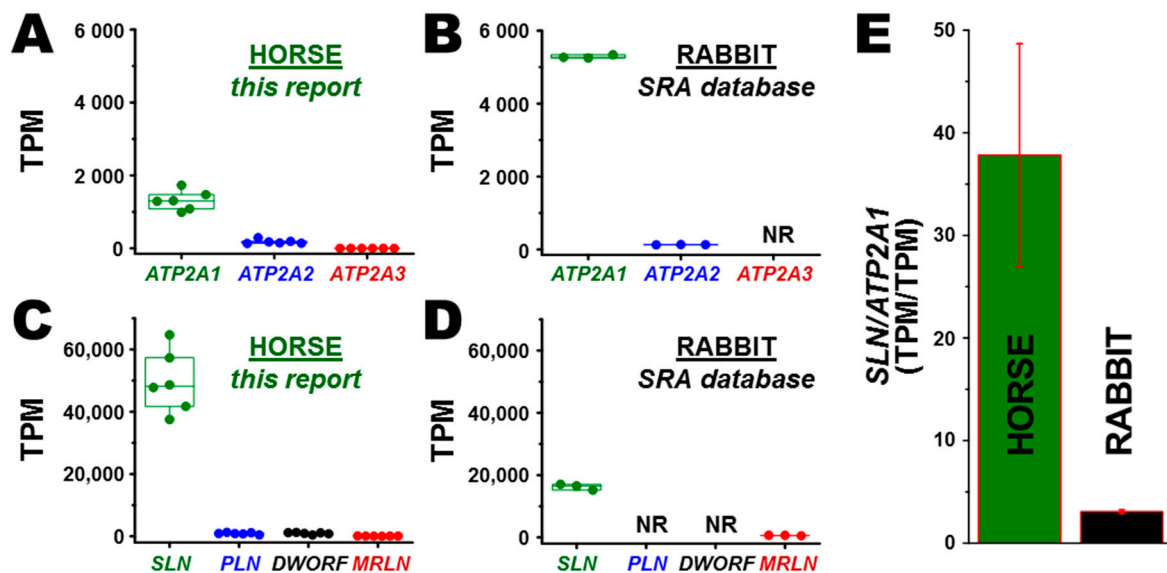 A
TPM
6 000
4 000
2 000
0
HORSE
this report
ATP2A1 ATP2A2 ATP2A3
B
TPM
6 000
4 000
2 000
0
RABBIT
SRA database
NR
ATP2A1 ATP2A2 ATP2A3
C
TPM
60,000
40,000
20,000
0
HORSE
this report
SLN PLN DWORF MRLN
D
TPM
60,000
40,000
20,000
0
RABBIT
SRA database
NR NR
SLN PLN DWORF MRLN
E
SLN/ATP2A1
(TPM/TPM)
50
40
30
20
10
0
HORSE
RABBIT